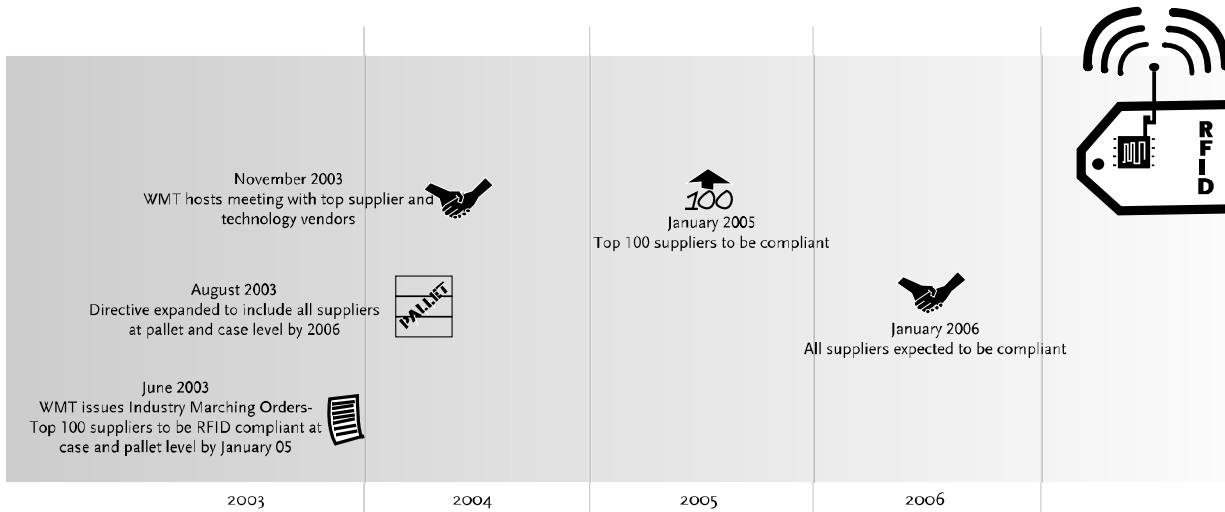 November 2003
WMT hosts meeting with top supplier and
technology vendors
August 2003
Directive expanded to include all suppliers
at pallet and case level by 2006
PALLET
June 2003
WMT issues Industry Marching Orders-
Top 100 suppliers to be RFID compliant at
case and pallet level by January 05
100
January 2005
Top 100 suppliers to be compliant
January 2006
All suppliers expected to be compliant
RFID
2003
2004
2005
2006